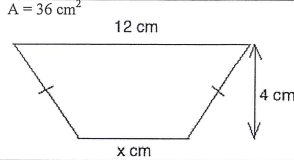 A = 36 cm²
12 cm
4 cm
x cm